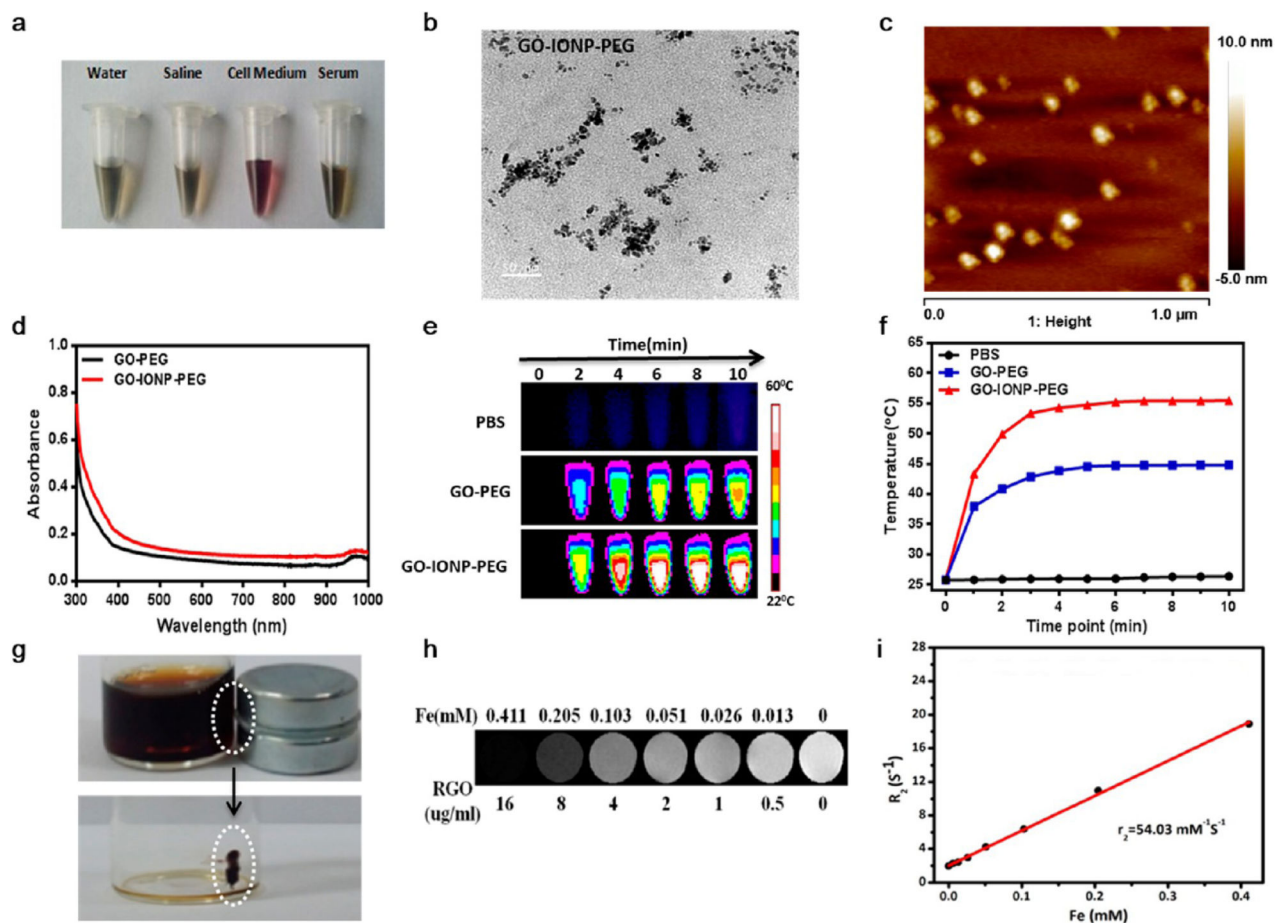 a
Water Saline Cell Medium Serum
b
GO-IONP-PEG
c
10.0 nm
-5.0 nm
0.0 1.0 µm
1: Height
d
1.0
0.8
0.6
0.4
0.2
0.0
Absorbance
GO-PEG
GO-IONP-PEG
300 400 500 600 700 800 900 1000
Wavelength (nm)
e
Time(min)
0 2 4 6 8 10
PBS
GO-PEG
GO-IONP-PEG
60⁰C
22⁰C
f
65
60
55
50
45
40
35
30
25
Temperature(°C)
PBS
GO-PEG
GO-IONP-PEG
0 2 4 6 8 10
Time point (min)
g
h
Fe(mM) 0.411 0.205 0.103 0.051 0.026 0.013 0
RGO
(ug/ml) 16 8 4 2 1 0.5 0
i
28
24
20
16
12
8
4
0
R₂ (S⁻¹)
r₂=54.03 mM⁻¹S⁻¹
0.0 0.1 0.2 0.3 0.4
Fe (mM)